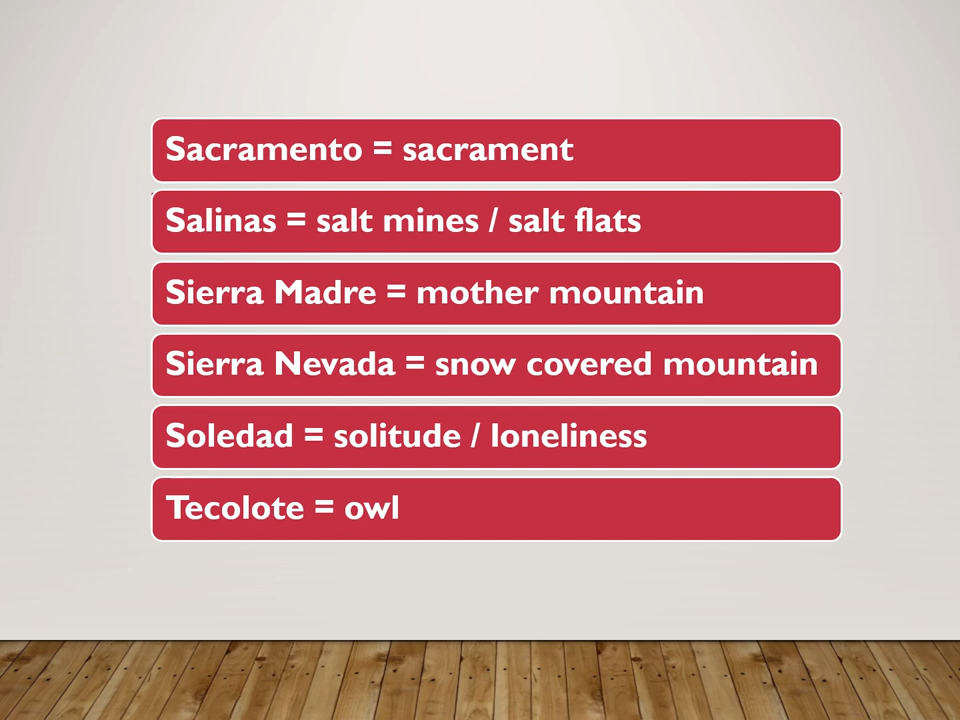 Sacramento = sacrament
Salinas = salt mines / salt flats
Sierra Madre = mother mountain
Sierra Nevada = snow covered mountain
Soledad = solitude / loneliness
Tecolote = owl